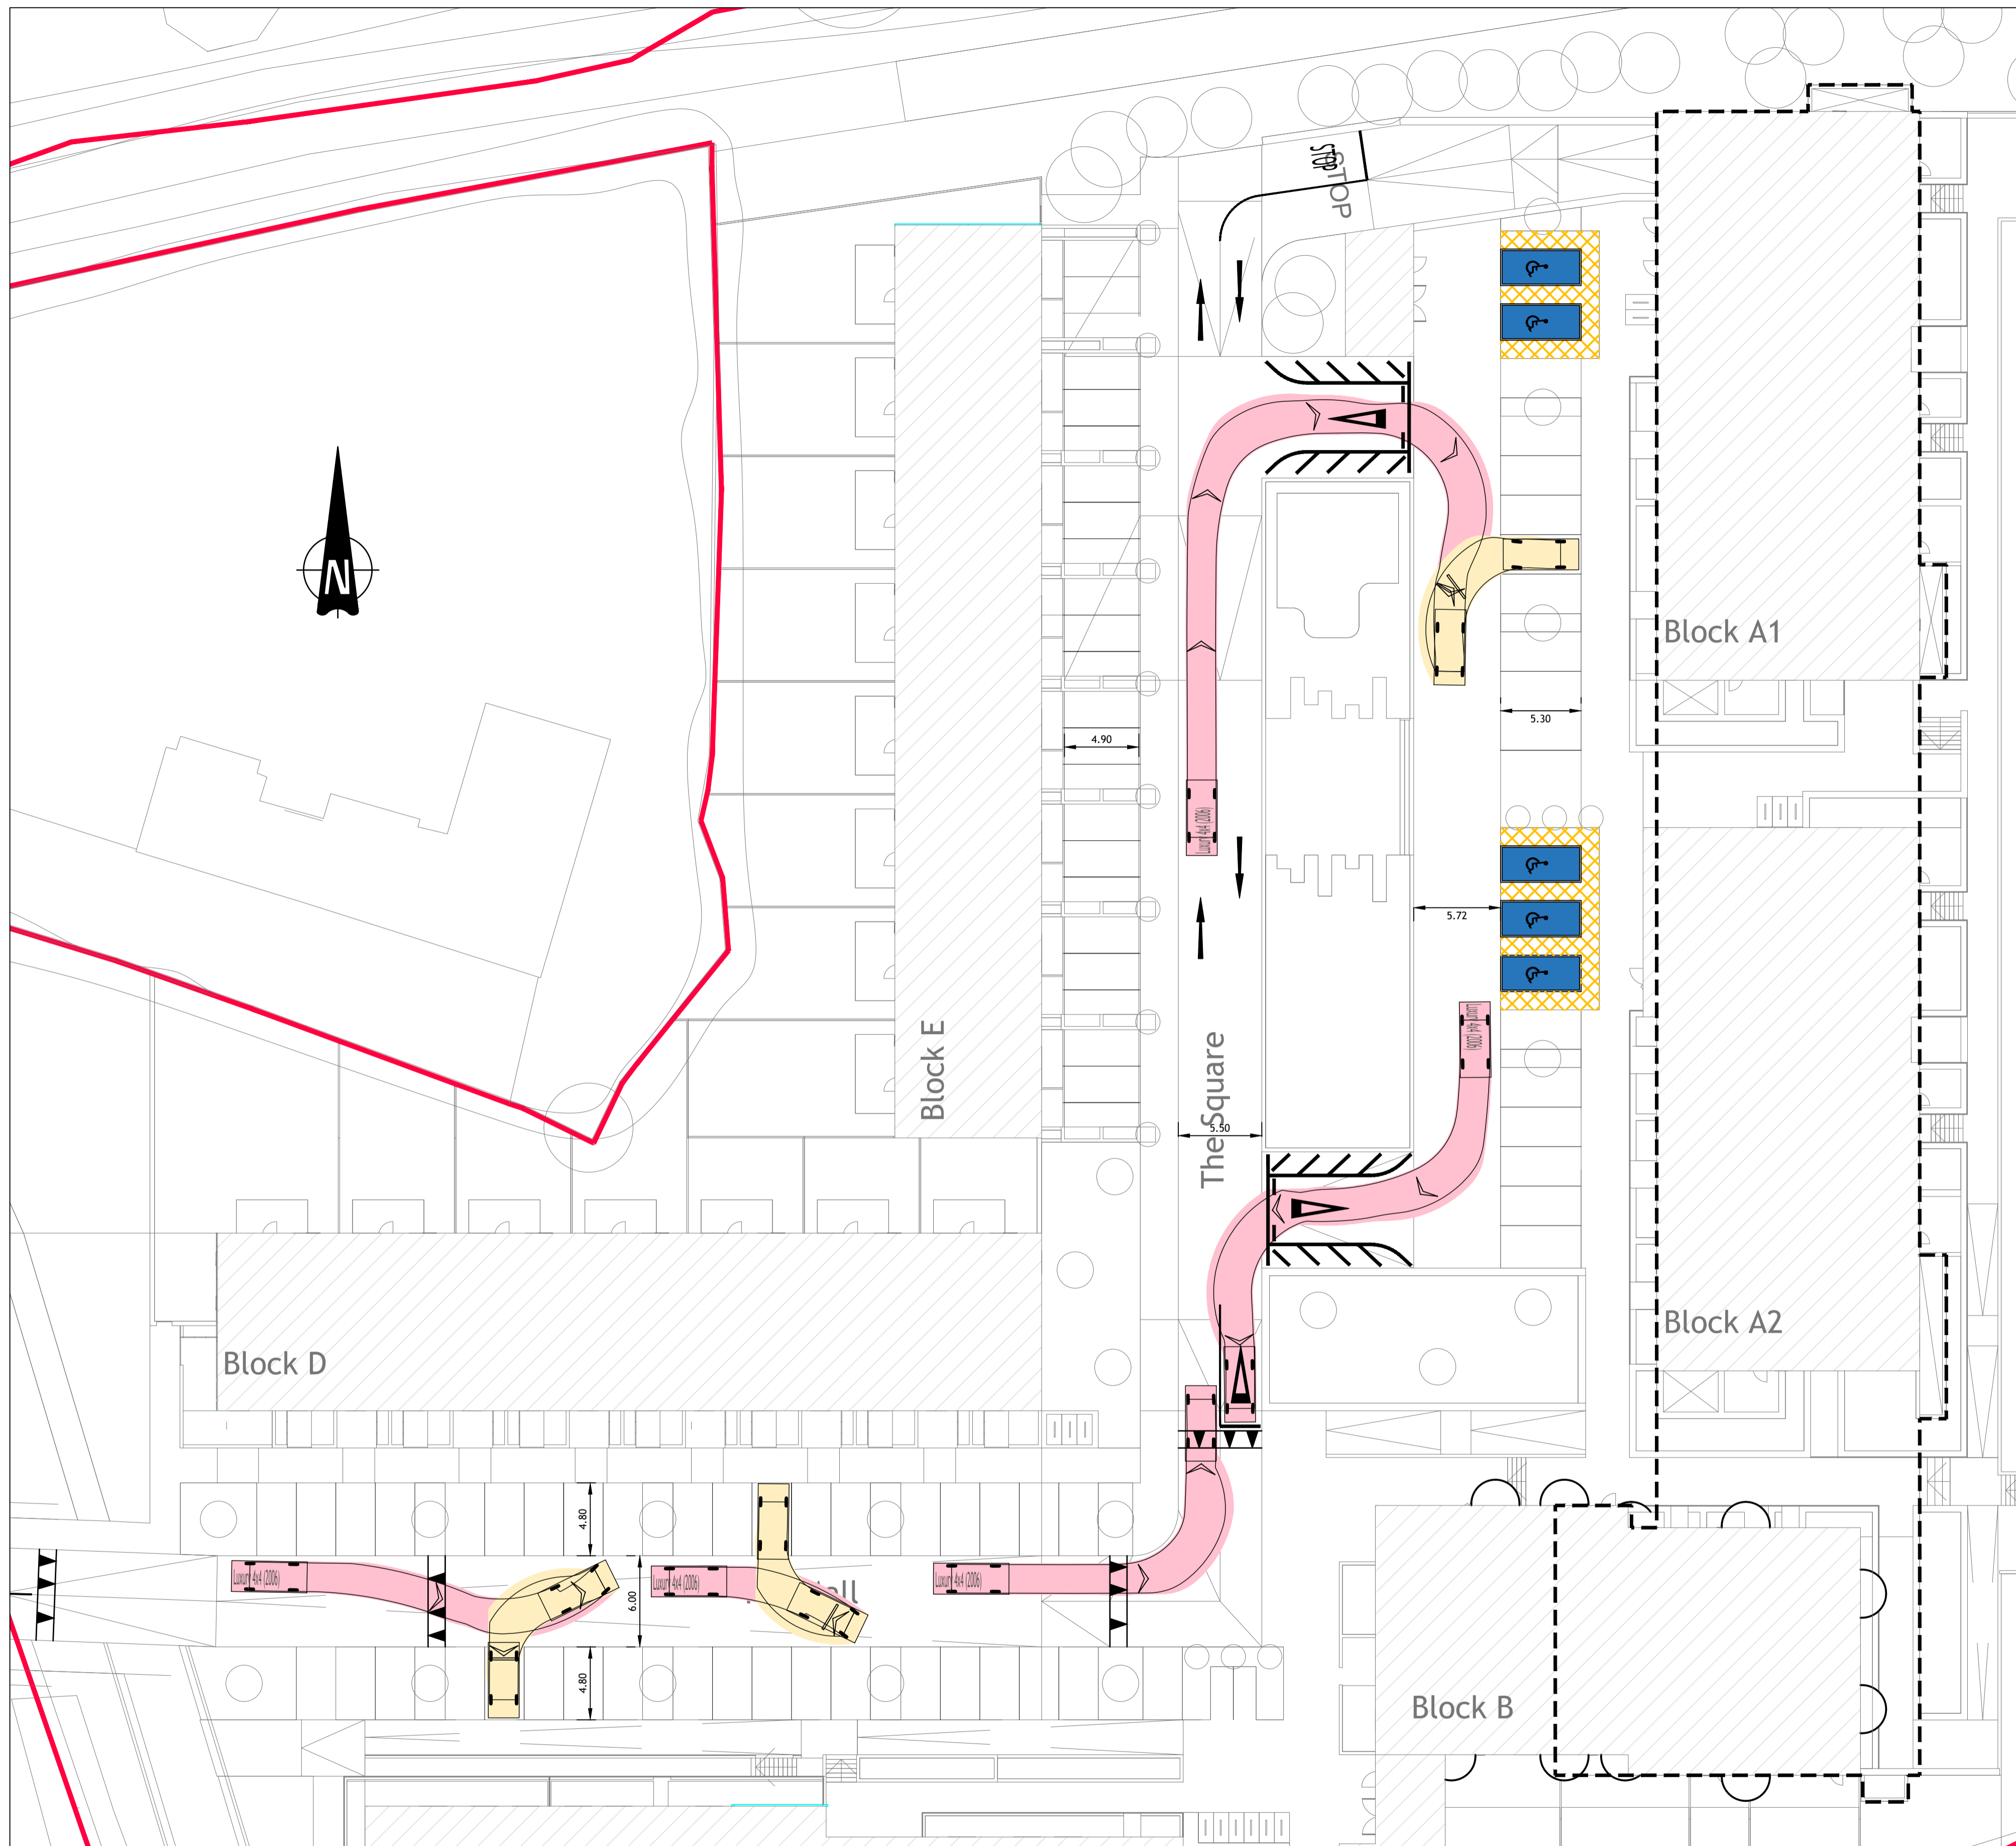 STOP
STOP
N
Block A1
5.30
4.90
Luxury 4x4 (2006)
5.72
Block E
Luxury 4x4 (2006)
The Square
5.50
Block A2
Block D
4.80
Luxury 4x4 (2006)
Luxury 4x4 (2006)
Luxury 4x4 (2006)
6.00
4.80
Block B